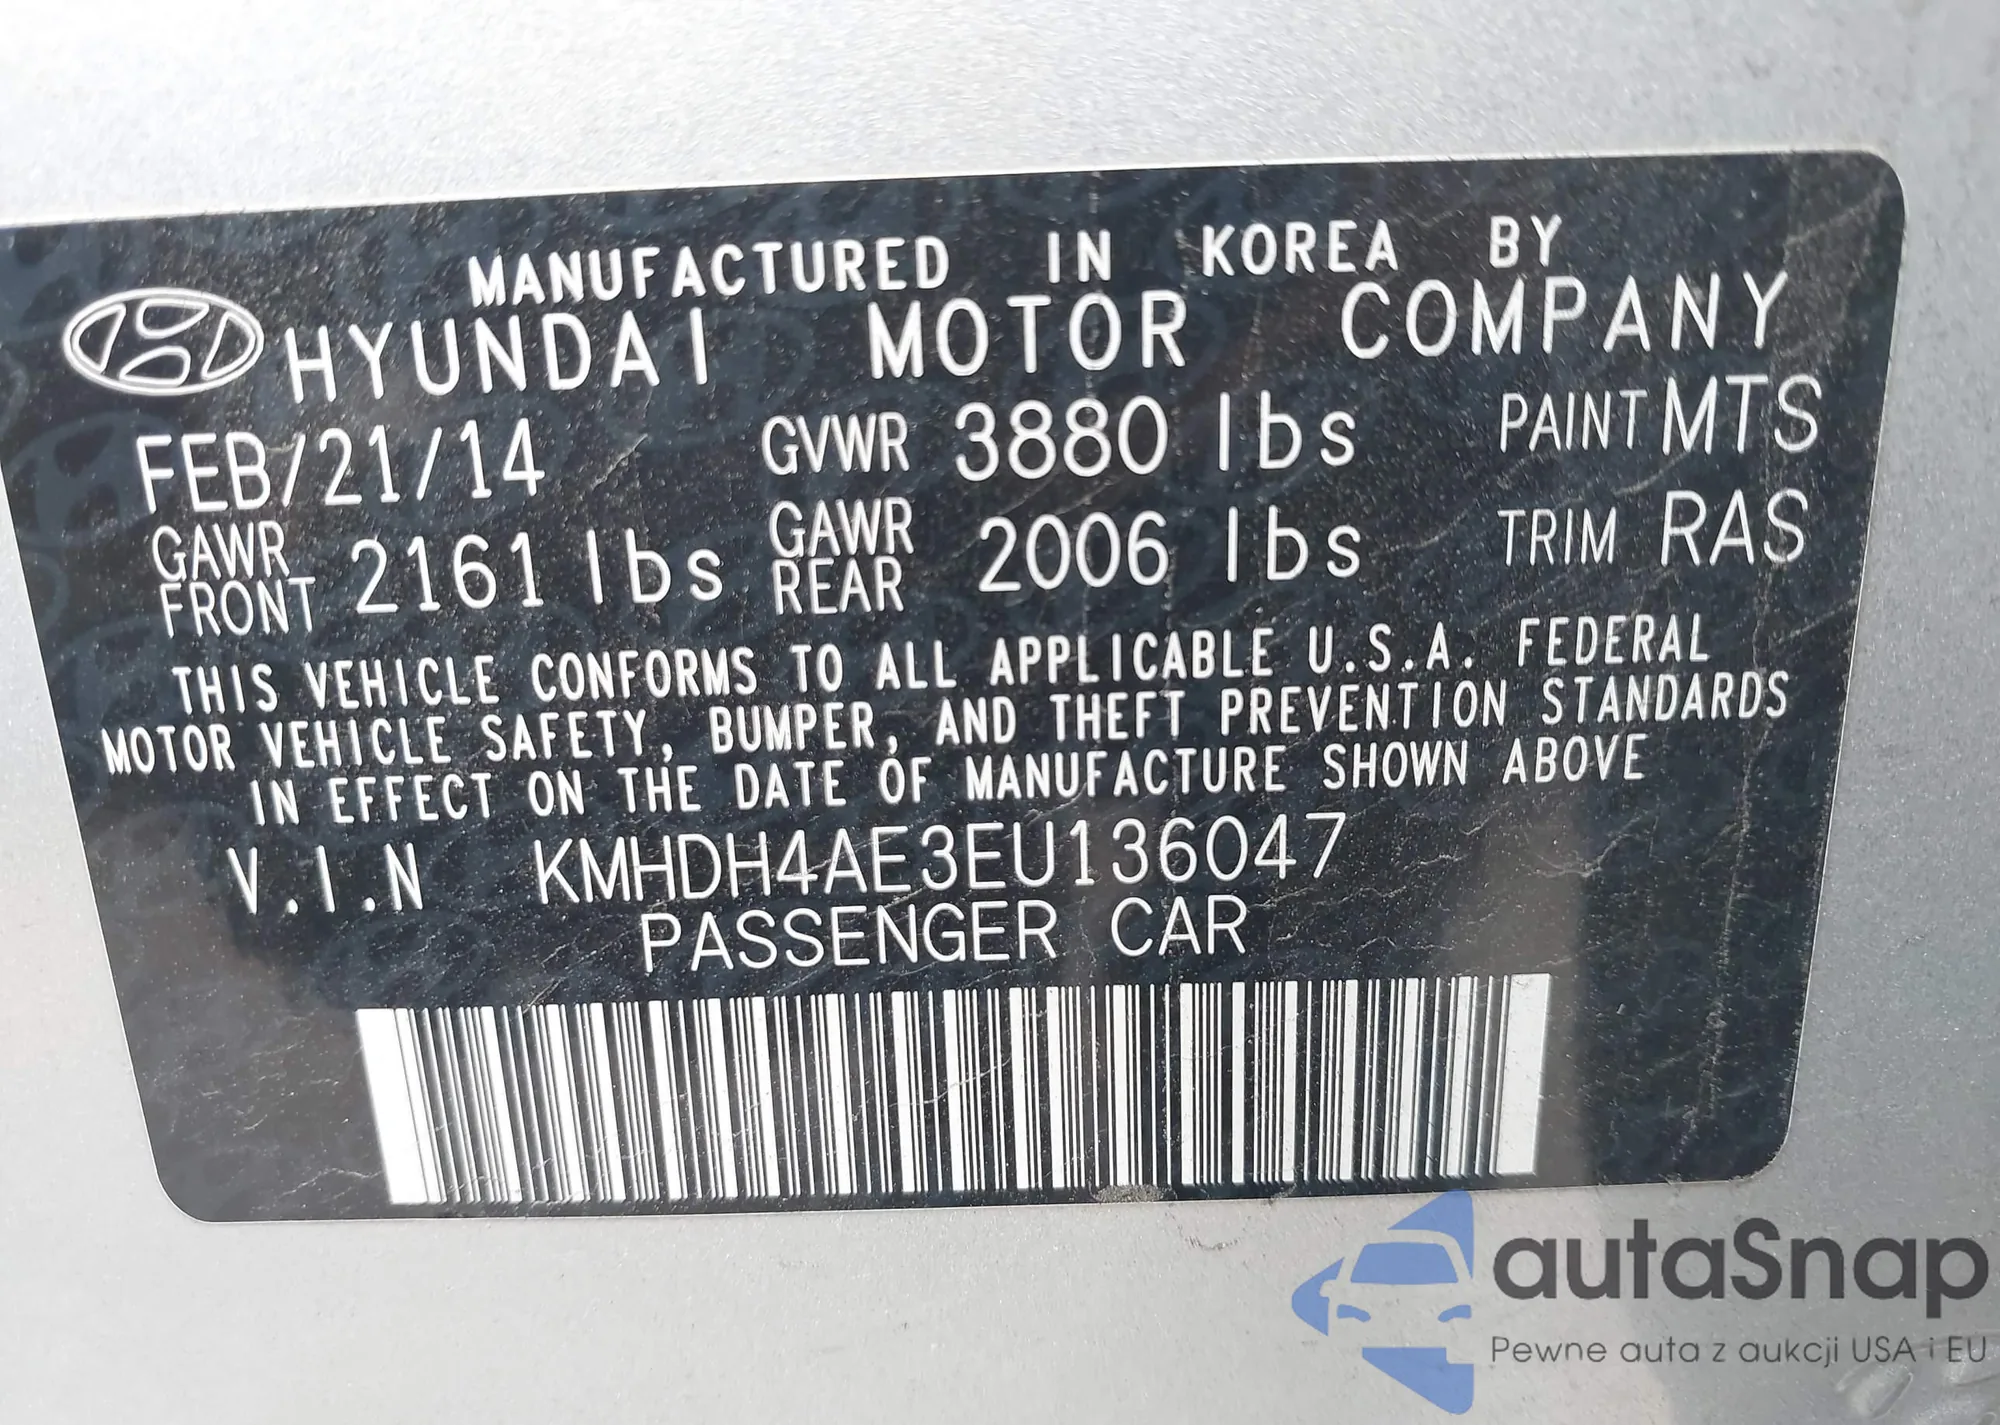 MANUFACTURED IN KOREA BY
HYUNDAI MOTOR COMPANY
FEB/21/14 GVWR 3880 lbs PAINT MTS
GAWR FRONT 2161 lbs GAWR REAR 2006 lbs TRIM RAS
THIS VEHICLE CONFORMS TO ALL APPLICABLE U.S.A. FEDERAL
MOTOR VEHICLE SAFETY, BUMPER, AND THEFT PREVENTION STANDARDS
IN EFFECT ON THE DATE OF MANUFACTURE SHOWN ABOVE
V.I.N KMHDH4AE3EU136047
PASSENGER CAR
autaSnap
Pewne auta z aukcji USA i EU